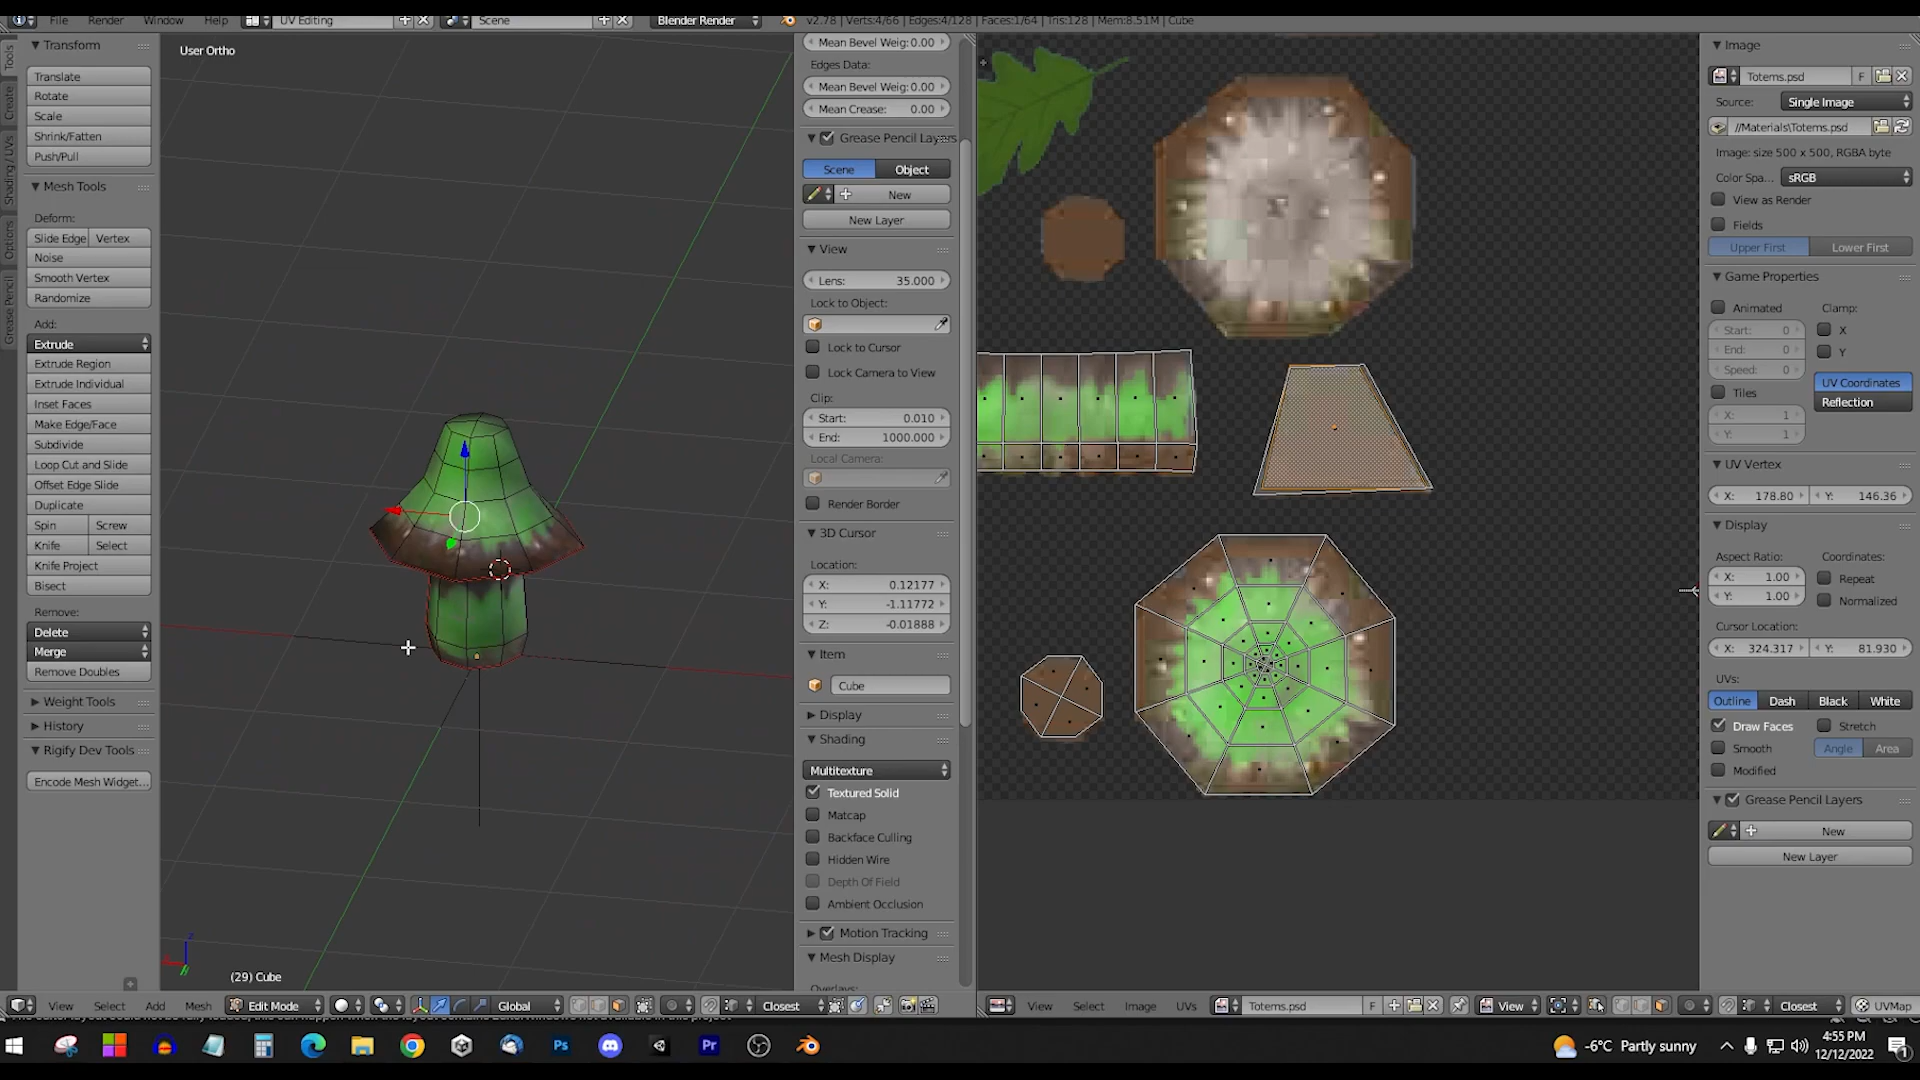 File Render Window Help UV Editing Scene Blender Render v2.78 | Verts:4/66 | Edges:4/128 | Faces:1/64 | Tris:128 | Mem:8.51M | Cube
Tools
Create
Shading / UVs
Options
Grease Pencil
Transform
Translate
Rotate
Scale
Shrink/Fatten
Push/Pull
Mesh Tools
Deform:
Slide Edge Vertex
Noise
Smooth Vertex
Randomize
Add:
Extrude
Extrude Region
Extrude Individual
Inset Faces
Make Edge/Face
Subdivide
Loop Cut and Slide
Offset Edge Slide
Duplicate
Spin Screw
Knife Select
Knife Project
Bisect
Remove:
Delete
Merge
Remove Doubles
Weight Tools
History
Rigify Dev Tools
Encode Mesh Widget...
User Ortho
(29) Cube
Mean Bevel Weig: 0.00
Edges Data:
Mean Bevel Weig: 0.00
Mean Crease: 0.00
Grease Pencil Layers
Scene Object
New
New Layer
View
Lens: 35.000
Lock to Object:
Lock to Cursor
Lock Camera to View
Clip:
Start: 0.010
End: 1000.000
Local Camera:
Render Border
3D Cursor
Location:
X: 0.12177
Y: -1.11772
Z: -0.01888
Item
Cube
Display
Shading
Multitexture
Textured Solid
Matcap
Backface Culling
Hidden Wire
Depth Of Field
Ambient Occlusion
Motion Tracking
Mesh Display
Image
Totems.psd F
Source: Single Image
//Materials\Totems.psd
Image: size 500 x 500, RGBA byte
Color Spa... sRGB
View as Render
Fields
Upper First Lower First
Game Properties
Animated Clamp:
Start: 0 X
End: 0 Y
Speed: 0
Tiles UV Coordinates
X: 1 Reflection
Y: 1
UV Vertex
X: 178.80 Y: 146.36
Display
Aspect Ratio: Coordinates:
X: 1.00 Repeat
Y: 1.00 Normalized
Cursor Location:
X: 324.317 Y: 81.930
UVs:
Outline Dash Black White
Draw Faces Stretch
Smooth Angle Area
Modified
Grease Pencil Layers
New
New Layer
View Select Add Mesh Edit Mode Global Closest
View Select Image UVs Totems.psd F View Closest UVMap
Ps Pr -6°C Partly sunny 4:55 PM
12/12/2022
1